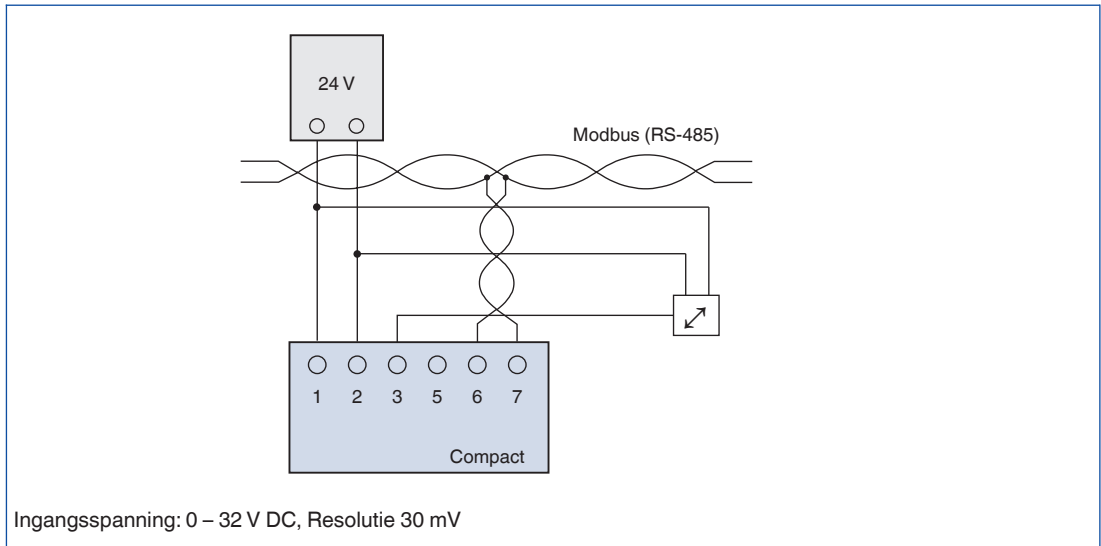 24 V
Modbus (RS-485)
1 2 3 5 6 7
Compact
Ingangsspanning: 0 – 32 V DC, Resolutie 30 mV